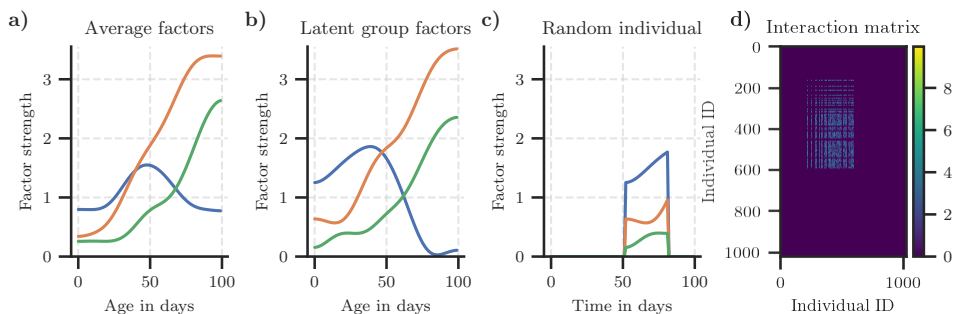 a)
Average factors
Factor strength
3
2
1
0
0
50
100
Age in days
b)
Latent group factors
Factor strength
3
2
1
0
0
50
100
Age in days
c)
Random individual
Factor strength
3
2
1
0
0
50
100
Time in days
d)
Interaction matrix
Individual ID
0
200
400
600
800
1000
0
1000
Individual ID
8
6
4
2
0